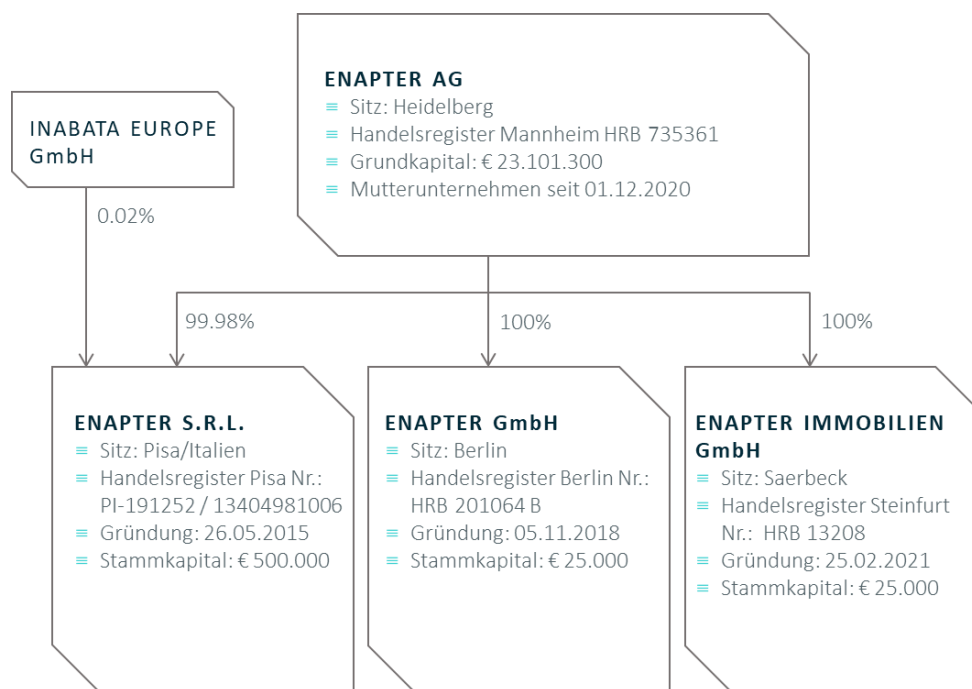 ENAPTER AG
≡ Sitz: Heidelberg
≡ Handelsregister Mannheim HRB 735361
≡ Grundkapital: € 23.101.300
≡ Mutterunternehmen seit 01.12.2020
INABATA EUROPE
GmbH
0.02%
99.98%
100%
100%
ENAPTER S.R.L.
≡ Sitz: Pisa/Italien
≡ Handelsregister Pisa Nr.:
PI-191252 / 13404981006
≡ Gründung: 26.05.2015
≡ Stammkapital: € 500.000
ENAPTER GmbH
≡ Sitz: Berlin
≡ Handelsregister Berlin Nr.:
HRB 201064 B
≡ Gründung: 05.11.2018
≡ Stammkapital: € 25.000
ENAPTER IMMOBILIEN
GmbH
≡ Sitz: Saerbeck
≡ Handelsregister Steinfurt
Nr.: HRB 13208
≡ Gründung: 25.02.2021
≡ Stammkapital: € 25.000